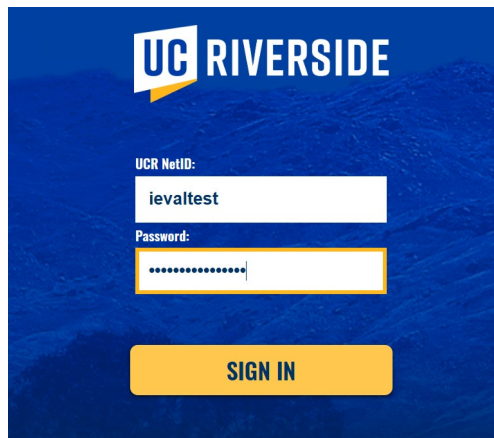 UC RIVERSIDE
UCR NetID:
ievaltest
Password:
••••••••••••••••
SIGN IN